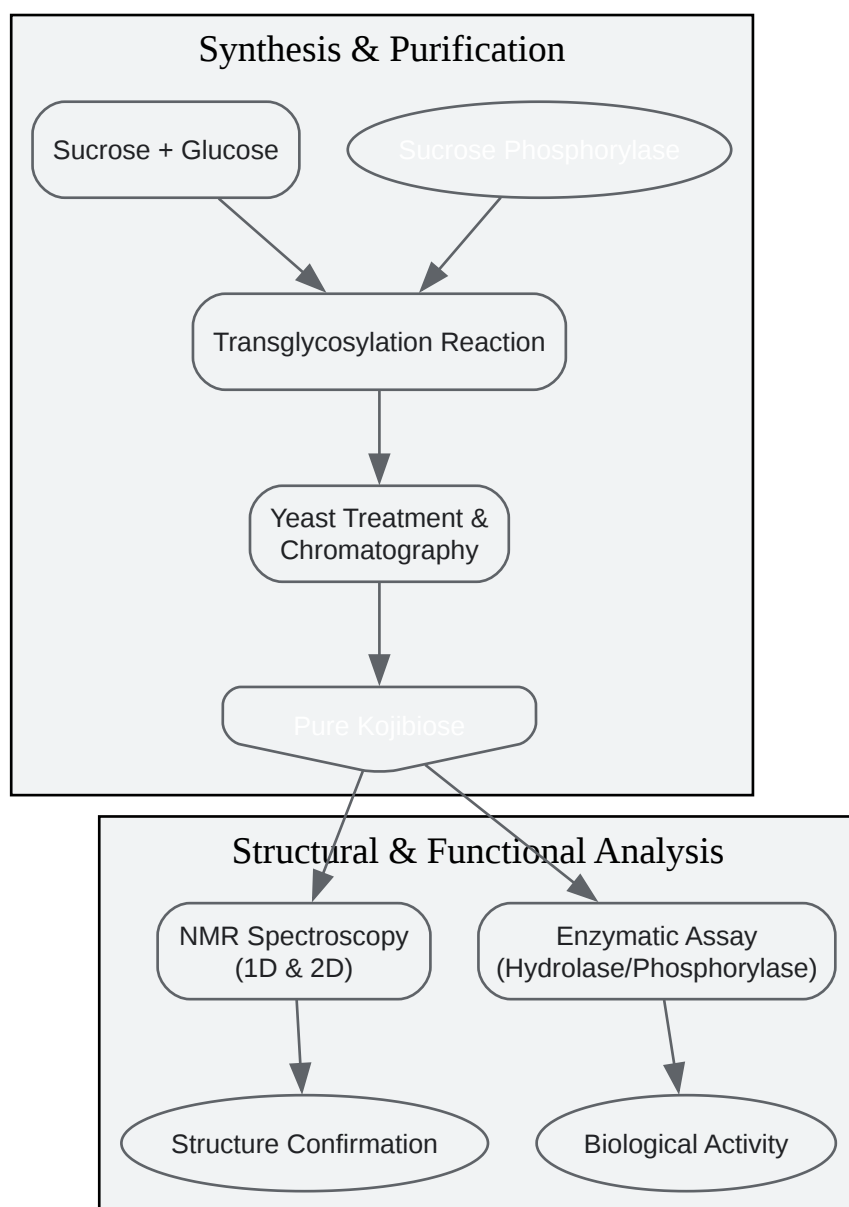 Synthesis & Purification
Sucrose + Glucose
Sucrose Phosphorylase
Transglycosylation Reaction
Yeast Treatment &
Chromatography
Pure Kojibiose
Structural & Functional Analysis
NMR Spectroscopy
(1D & 2D)
Enzymatic Assay
(Hydrolase/Phosphorylase)
Structure Confirmation
Biological Activity